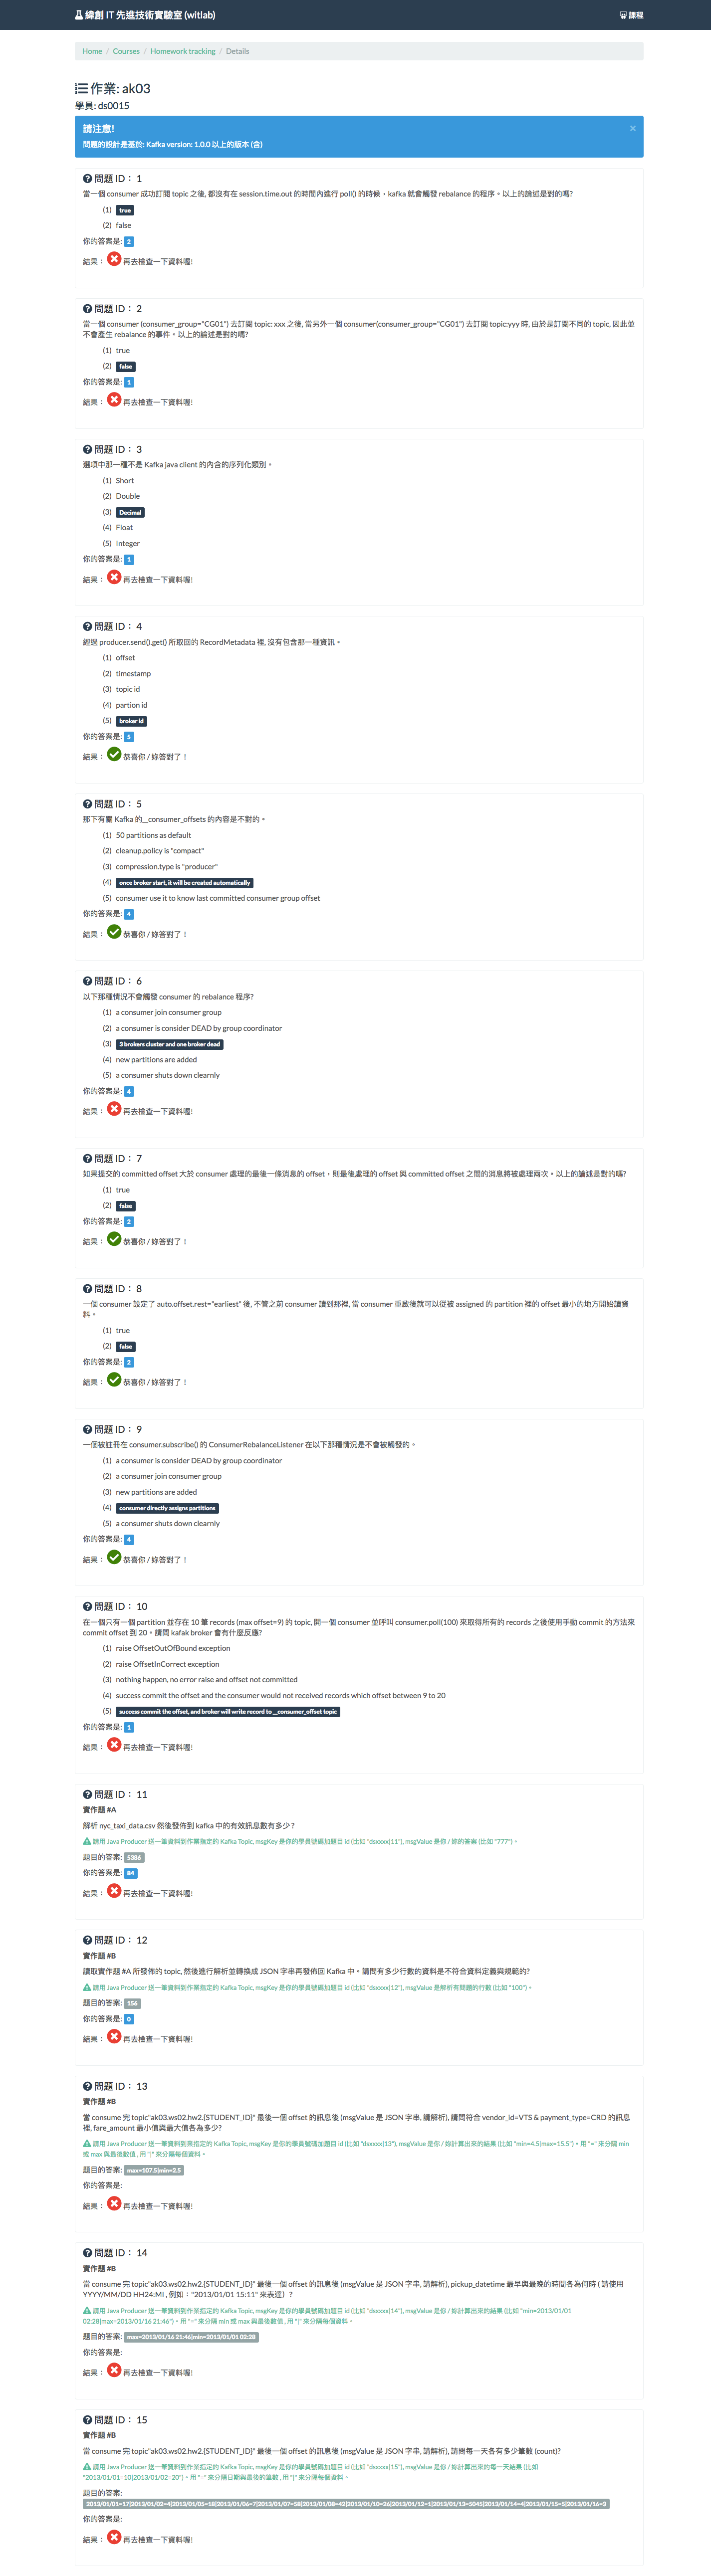 緯創 IT 先進技術實驗室 (witlab)
課程
Home / Courses / Homework tracking / Details
作業: ak03
學員: ds0015
請注意!
×
問題的設計是基於: Kafka version: 1.0.0 以上的版本 (含)
問題 ID： 1
當一個 consumer 成功訂閱 topic 之後, 都沒有在 session.time.out 的時間內進行 poll() 的時候，kafka 就會觸發 rebalance 的程序。以上的論述是對的嗎?
(1) true
(2) false
你的答案是: 2
結果： 再去檢查一下資料喔!
問題 ID： 2
當一個 consumer (consumer_group="CG01") 去訂閱 topic: xxx 之後, 當另外一個 consumer(consumer_group="CG01") 去訂閱 topic:yyy 時, 由於是訂閱不同的 topic, 因此並
不會產生 rebalance 的事件。以上的論述是對的嗎?
(1) true
(2) false
你的答案是: 1
結果： 再去檢查一下資料喔!
問題 ID： 3
選項中那一種不是 Kafka java client 的內含的序列化類別。
(1) Short
(2) Double
(3) Decimal
(4) Float
(5) Integer
你的答案是: 1
結果： 再去檢查一下資料喔!
問題 ID： 4
經過 producer.send().get() 所取回的 RecordMetadata 裡, 沒有包含那一種資訊。
(1) offset
(2) timestamp
(3) topic id
(4) partion id
(5) broker id
你的答案是: 5
結果： 恭喜你 / 妳答對了！
問題 ID： 5
那下有關 Kafka 的__consumer_offsets 的內容是不對的。
(1) 50 partitions as default
(2) cleanup.policy is "compact"
(3) compression.type is "producer"
(4) once broker start, it will be created automatically
(5) consumer use it to know last committed consumer group offset
你的答案是: 4
結果： 恭喜你 / 妳答對了！
問題 ID： 6
以下那種情況不會觸發 consumer 的 rebalance 程序?
(1) a consumer join consumer group
(2) a consumer is consider DEAD by group coordinator
(3) 3 brokers cluster and one broker dead
(4) new partitions are added
(5) a consumer shuts down clearnly
你的答案是: 4
結果： 再去檢查一下資料喔!
問題 ID： 7
如果提交的 committed offset 大於 consumer 處理的最後一條消息的 offset，則最後處理的 offset 與 committed offset 之間的消息將被處理兩次。以上的論述是對的嗎?
(1) true
(2) false
你的答案是: 2
結果： 恭喜你 / 妳答對了！
問題 ID： 8
一個 consumer 設定了 auto.offset.rest="earliest" 後, 不管之前 consumer 讀到那裡, 當 consumer 重啟後就可以從被 assigned 的 partition 裡的 offset 最小的地方開始讀資
料。
(1) true
(2) false
你的答案是: 2
結果： 恭喜你 / 妳答對了！
問題 ID： 9
一個被註冊在 consumer.subscribe() 的 ConsumerRebalanceListener 在以下那種情況是不會被觸發的。
(1) a consumer is consider DEAD by group coordinator
(2) a consumer join consumer group
(3) new partitions are added
(4) consumer directly assigns partitions
(5) a consumer shuts down clearnly
你的答案是: 4
結果： 恭喜你 / 妳答對了！
問題 ID： 10
在一個只有一個 partition 並存在 10 筆 records (max offset=9) 的 topic, 開一個 consumer 並呼叫 consumer.poll(100) 來取得所有的 records 之後使用手動 commit 的方法來
commit offset 到 20。請問 kafak broker 會有什麼反應?
(1) raise OffsetOutOfBound exception
(2) raise OffsetInCorrect exception
(3) nothing happen, no error raise and offset not committed
(4) success commit the offset and the consumer would not received records which offset between 9 to 20
(5) success commit the offset, and broker will write record to __consumer_offset topic
你的答案是: 1
結果： 再去檢查一下資料喔!
問題 ID： 11
實作題 #A
解析 nyc_taxi_data.csv 然後發佈到 kafka 中的有效訊息數有多少?
請用 Java Producer 送一筆資料到作業指定的 Kafka Topic, msgKey 是你的學員號碼加題目 id (比如 "dsxxxx|11"), msgValue 是你 / 妳的答案 (比如 "777")。
題目的答案: 5386
你的答案是: 84
結果： 再去檢查一下資料喔!
問題 ID： 12
實作題 #B
讀取實作題 #A 所發佈的 topic, 然後進行解析並轉換成 JSON 字串再發佈回 Kafka 中。請問有多少行數的資料是不符合資料定義與規範的?
請用 Java Producer 送一筆資料到作業指定的 Kafka Topic, msgKey 是你的學員號碼加題目 id (比如 "dsxxxx|12"), msgValue 是解析有問題的行數 (比如 "100")。
題目的答案: 156
你的答案是: 0
結果： 再去檢查一下資料喔!
問題 ID： 13
實作題 #B
當 consume 完 topic"ak03.ws02.hw2.{STUDENT_ID}" 最後一個 offset 的訊息後 (msgValue 是 JSON 字串, 請解析), 請問符合 vendor_id=VTS & payment_type=CRD 的訊息
裡, fare_amount 最小值與最大值各為多少?
請用 Java Producer 送一筆資料到業指定的 Kafka Topic, msgKey 是你的學員號碼加題目 id (比如 "dsxxxx|13"), msgValue 是你 / 妳計算出來的結果 (比如 "min=4.5|max=15.5")。用 "=" 來分隔 min
或 max 與最後數值 , 用 "|" 來分隔每個資料。
題目的答案: max=107.5|min=2.5
你的答案是:
結果： 再去檢查一下資料喔!
問題 ID： 14
實作題 #B
當 consume 完 topic"ak03.ws02.hw2.{STUDENT_ID}" 最後一個 offset 的訊息後 (msgValue 是 JSON 字串, 請解析), pickup_datetime 最早與最晚的時間各為何時 ( 請使用
YYYY/MM/DD HH24:MI , 例如："2013/01/01 15:11" 來表達）?
請用 Java Producer 送一筆資料到作業指定的 Kafka Topic, msgKey 是你的學員號碼加題目 id (比如 "dsxxxx|14"), msgValue 是你 / 妳計算出來的結果 (比如 "min=2013/01/01
02:28|max=2013/01/16 21:46")。用 "=" 來分隔 min 或 max 與最後數值 , 用 "|" 來分隔每個資料。
題目的答案: max=2013/01/16 21:46|min=2013/01/01 02:28
你的答案是:
結果： 再去檢查一下資料喔!
問題 ID： 15
實作題 #B
當 consume 完 topic"ak03.ws02.hw2.{STUDENT_ID}" 最後一個 offset 的訊息後 (msgValue 是 JSON 字串, 請解析), 請問每一天各有多少筆數 (count)?
請用 Java Producer 送一筆資料到作業指定的 Kafka Topic, msgKey 是你的學員號碼加題目 id (比如 "dsxxxx|15"), msgValue 是你 / 妳計算出來的每一天結果 (比如
"2013/01/01=10|2013/01/02=20")。用 "=" 來分隔日期與最後的筆數 , 用 "|" 來分隔每個資料。
題目的答案:
2013/01/01=17|2013/01/02=4|2013/01/05=18|2013/01/06=7|2013/01/07=58|2013/01/08=42|2013/01/10=26|2013/01/12=1|2013/01/13=5045|2013/01/14=4|2013/01/15=5|2013/01/16=3
你的答案是:
結果： 再去檢查一下資料喔!